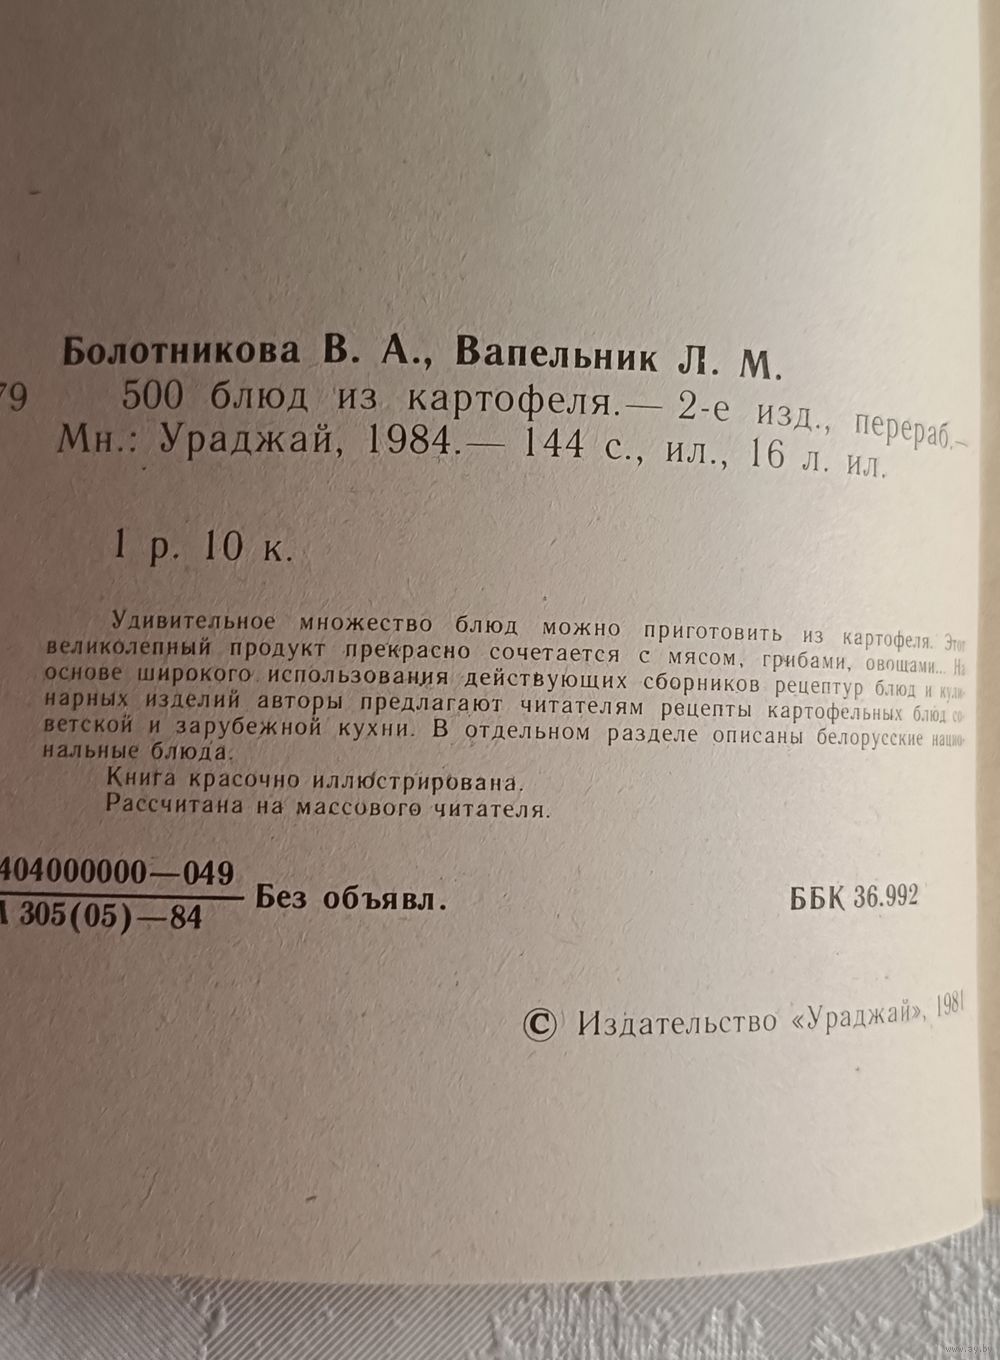 Болотникова В. А., Вапельник Л. М.
79 500 блюд из картофеля.— 2-е изд., перераб.—
Мн.: Ураджай, 1984.— 144 с., ил., 16 л. ил.
1 р. 10 к.
Удивительное множество блюд можно приготовить из картофеля. Этот
великолепный продукт прекрасно сочетается с мясом, грибами, овощами... На
основе широкого использования действующих сборников рецептур блюд и кули-
нарных изделий авторы предлагают читателям рецепты картофельных блюд со-
ветской и зарубежной кухни. В отдельном разделе описаны белорусские нацио-
нальные блюда.
Книга красочно иллюстрирована.
Рассчитана на массового читателя.
404000000—049
305(05)—84
Без объявл.
ББК 36.992
© Издательство «Ураджай», 1981
www.ay.by